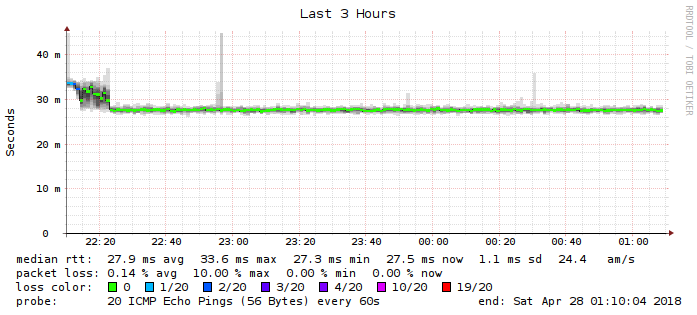 Last 3 Hours
RRDTOOL / TOBI OETIKER
Seconds
40 m
30 m
20 m
10 m
0
22:20 22:40 23:00 23:20 23:40 00:00 00:20 00:40 01:00
median rtt: 27.9 ms avg 33.6 ms max 27.3 ms min 27.5 ms now 1.1 ms sd 24.4 am/s
packet loss: 0.14 % avg 10.00 % max 0.00 % min 0.00 % now
loss color: 0 1/20 2/20 3/20 4/20 10/20 19/20
probe: 20 ICMP Echo Pings (56 Bytes) every 60s end: Sat Apr 28 01:10:04 2018